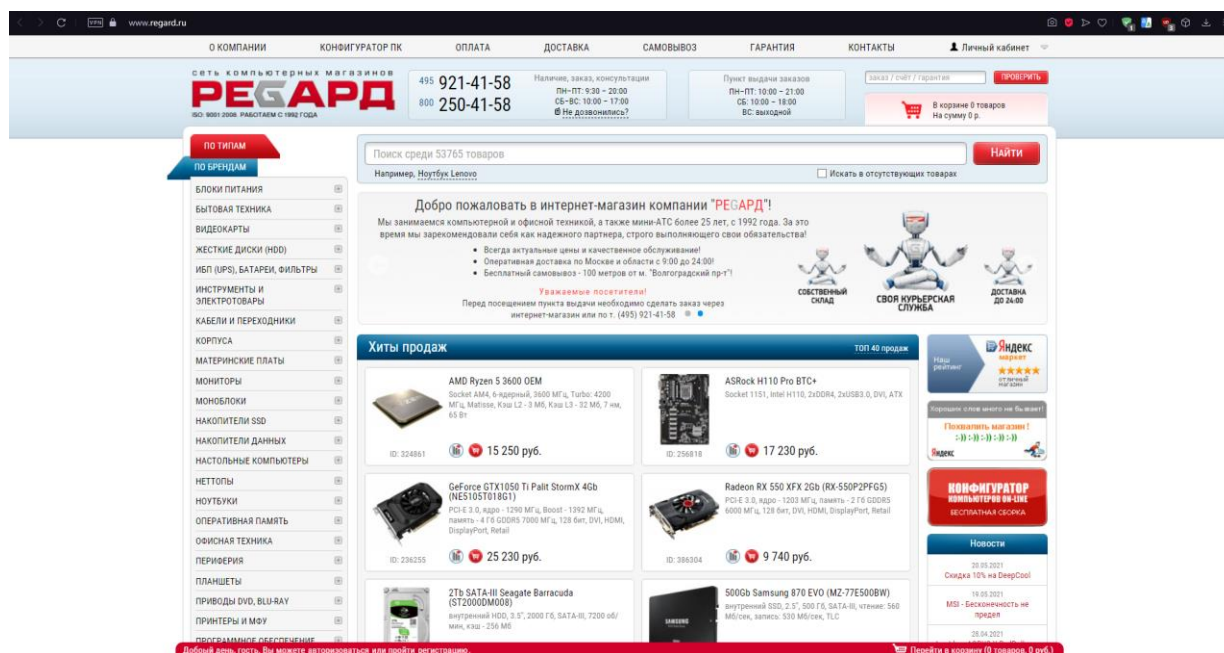 VPN
www.regard.ru
О КОМПАНИИ
КОНФИГУРАТОР ПК
ОПЛАТА
ДОСТАВКА
САМОВЫВОЗ
ГАРАНТИЯ
КОНТАКТЫ
Личный кабинет
сеть компьютерных магазинов
РЕГАРД
ISO: 9001:2008. РАБОТАЕМ С 1992 ГОДА
495 921-41-58
800 250-41-58
Наличие, заказ, консультации
ПН–ПТ: 9:30 – 20:00
СБ–ВС: 10:00 – 17:00
Не дозвонились?
Пункт выдачи заказов
ПН–ПТ: 10:00 – 21:00
СБ: 10:00 – 18:00
ВС: выходной
заказ / счёт / гарантия
ПРОВЕРИТЬ
В корзине 0 товаров
На сумму 0 р.
ПО ТИПАМ
ПО БРЕНДАМ
БЛОКИ ПИТАНИЯ
БЫТОВАЯ ТЕХНИКА
ВИДЕОКАРТЫ
ЖЕСТКИЕ ДИСКИ (HDD)
ИБП (UPS), БАТАРЕИ, ФИЛЬТРЫ
ИНСТРУМЕНТЫ И
ЭЛЕКТРОТОВАРЫ
КАБЕЛИ И ПЕРЕХОДНИКИ
КОРПУСА
МАТЕРИНСКИЕ ПЛАТЫ
МОНИТОРЫ
МОНОБЛОКИ
НАКОПИТЕЛИ SSD
НАКОПИТЕЛИ ДАННЫХ
НАСТОЛЬНЫЕ КОМПЬЮТЕРЫ
НЕТТОПЫ
НОУТБУКИ
ОПЕРАТИВНАЯ ПАМЯТЬ
ОФИСНАЯ ТЕХНИКА
ПЕРИФЕРИЯ
ПЛАНШЕТЫ
ПРИВОДЫ DVD, BLU-RAY
ПРИНТЕРЫ И МФУ
ПРОГРАММНОЕ ОБЕСПЕЧЕНИЕ
Поиск среди 53765 товаров
Найти
Например, Ноутбук Lenovo
Искать в отсутствующих товарах
Добро пожаловать в интернет-магазин компании "РЕГАРД"!
Мы занимаемся компьютерной и офисной техникой, а также мини-АТС более 25 лет, с 1992 года. За это
время мы зарекомендовали себя как надежного партнера, строго выполняющего свои обязательства!
Всегда актуальные цены и качественное обслуживание!
Оперативная доставка по Москве и области с 9:00 до 24:00!
Бесплатный самовывоз - 100 метров от м. "Волгоградский пр-т"!
Уважаемые посетители!
Перед посещением пункта выдачи необходимо сделать заказ через
интернет-магазин или по т. (495) 921-41-58
СОБСТВЕННЫЙ
СКЛАД
СВОЯ КУРЬЕРСКАЯ
СЛУЖБА
ДОСТАВКА
ДО 24:00
Хиты продаж
ТОП 40 продаж
AMD Ryzen 5 3600 OEM
Socket AM4, 6-ядерный, 3600 МГц, Turbo: 4200
МГц, Matisse, Кэш L2 - 3 Мб, Кэш L3 - 32 Мб, 7 нм,
65 Вт
ID: 324861
15 250 руб.
ASRock H110 Pro BTC+
Socket 1151, Intel H110, 2xDDR4, 2xUSB3.0, DVI, ATX
ID: 256818
17 230 руб.
GeForce GTX1050 Ti Palit StormX 4Gb
(NE5105T018G1)
PCI-E 3.0, ядро - 1290 МГц, Boost - 1392 МГц,
память - 4 Гб GDDR5 7000 МГц, 128 бит, DVI, HDMI,
DisplayPort, Retail
ID: 236255
25 230 руб.
Radeon RX 550 XFX 2Gb (RX-550P2PFG5)
PCI-E 3.0, ядро - 1203 МГц, память - 2 Гб GDDR5
6000 МГц, 128 бит, DVI, HDMI, DisplayPort, Retail
ID: 386304
9 740 руб.
2Tb SATA-III Seagate Barracuda
(ST2000DM008)
внутренний HDD, 3.5", 2000 Гб, SATA-III, 7200 об/
мин, кэш - 256 Мб
500Gb Samsung 870 EVO (MZ-77E500BW)
внутренний SSD, 2.5", 500 Гб, SATA-III, чтение: 560
Мб/сек, запись: 530 Мб/сек, TLC
SAMSUNG
Наш
рейтинг
Яндекс
маркет
отличный
магазин
Хороших слов много не бывает!
Похвалить магазин !
:-)) :-)) :-)) :-))
Яндекс
КОНФИГУРАТОР
КОМПЬЮТЕРОВ ON-LINE
БЕСПЛАТНАЯ СБОРКА
Новости
20.05.2021
Скидка 10% на DeepCool
19.05.2021
MSI - Бесконечность не
предел
26.04.2021
Добрый день, гость. Вы можете авторизоваться или пройти регистрацию.
Перейти в корзину (0 товаров, 0 руб.)